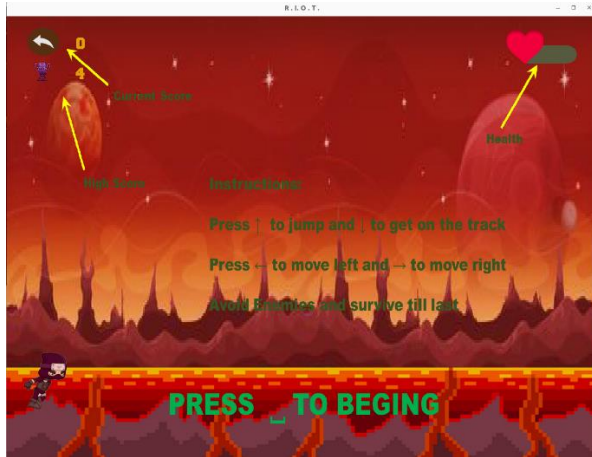 R.I.O.T.
0
4
Current Score
Health
High Score
Instructions:
Press ↑ to jump and ↓ to get on the track
Press ← to move left and → to move right
Avoid Enemies and survive till last
PRESS ⎵ TO BEGING